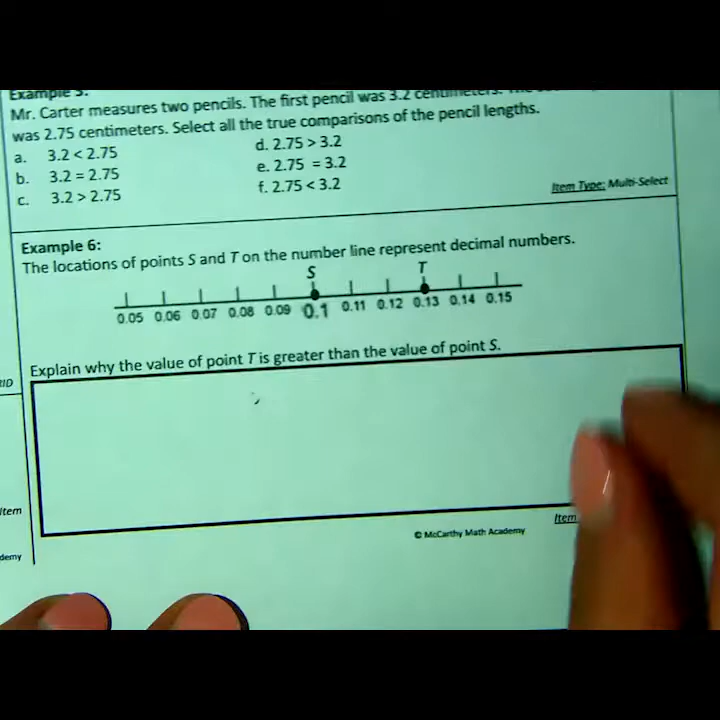 Example 5:
Mr. Carter measures two pencils. The first pencil was 3.2 centimeters. The
was 2.75 centimeters. Select all the true comparisons of the pencil lengths.
a. 3.2 < 2.75 d. 2.75 > 3.2
b. 3.2 = 2.75 e. 2.75 = 3.2
c. 3.2 > 2.75 f. 2.75 < 3.2
Item Type: Multi-Select
Example 6:
The locations of points S and T on the number line represent decimal numbers.
S T
0.05 0.06 0.07 0.08 0.09 0.1 0.11 0.12 0.13 0.14 0.15
Explain why the value of point T is greater than the value of point S.
Item
© McCarthy Math Academy
Item
demy